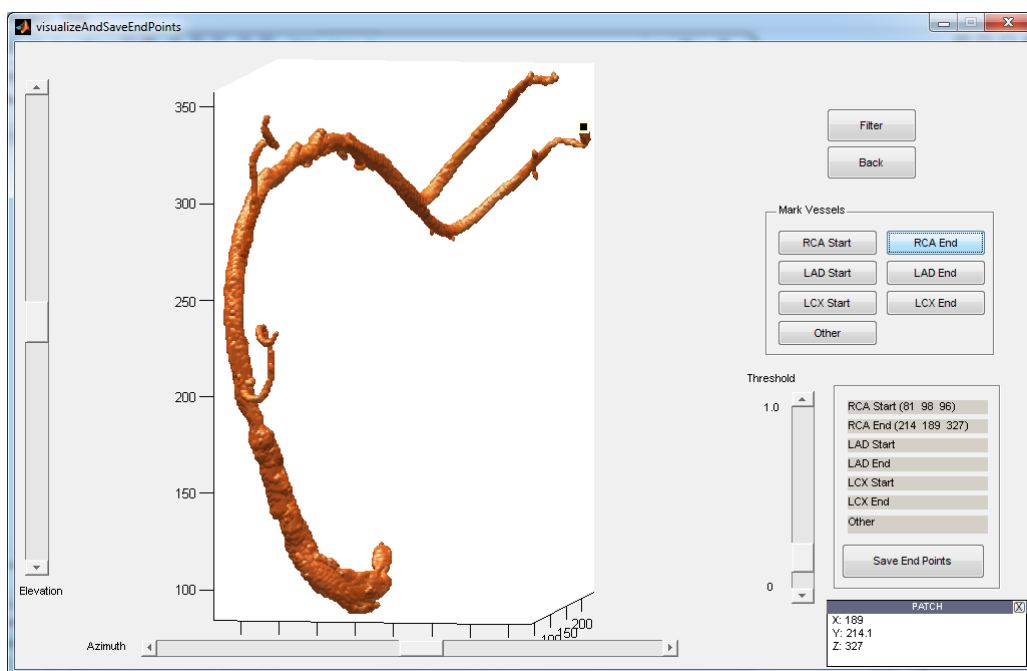 visualizeAndSaveEndPoints
350
300
250
200
150
100
100
150
200
Elevation
Azimuth
Filter
Back
Mark Vessels
RCA Start
RCA End
LAD Start
LAD End
LCX Start
LCX End
Other
Threshold
1.0
0
RCA Start (81 98 96)
RCA End (214 189 327)
LAD Start
LAD End
LCX Start
LCX End
Other
Save End Points
PATCH
X: 189
Y: 214.1
Z: 327